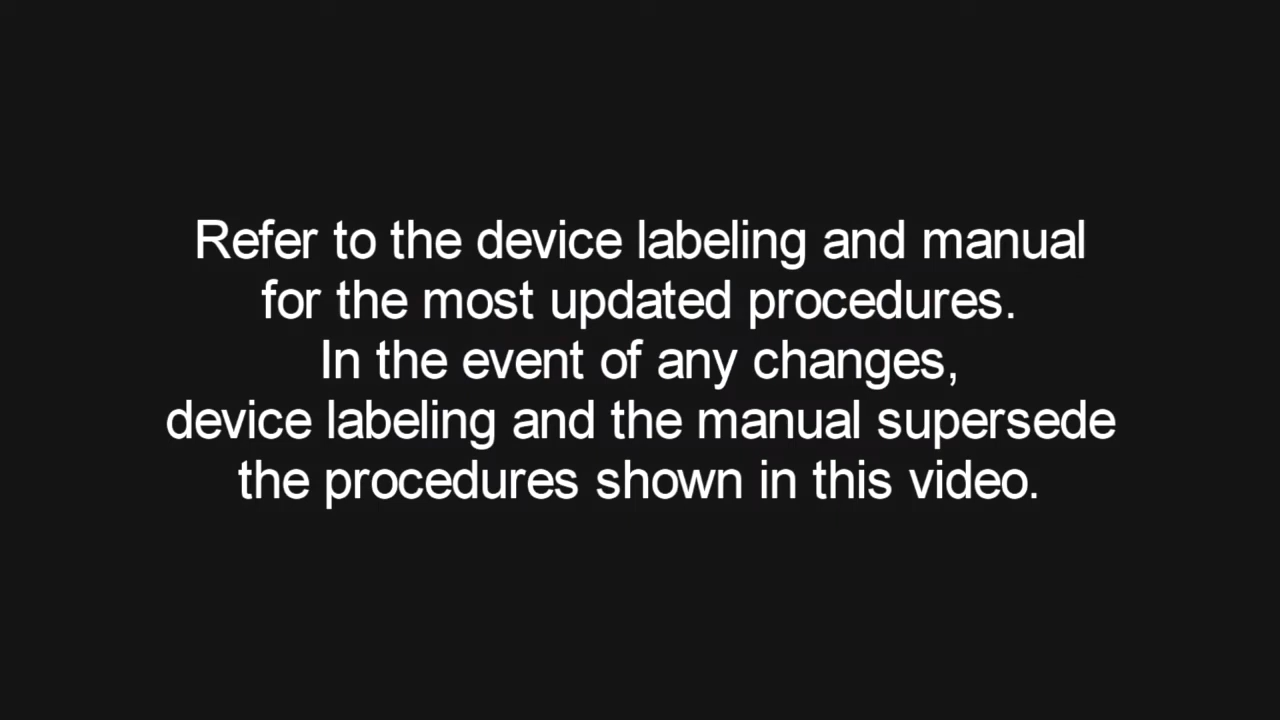 Refer to the device labeling and manual
for the most updated procedures.
In the event of any changes,
device labeling and the manual supersede
the procedures shown in this video.